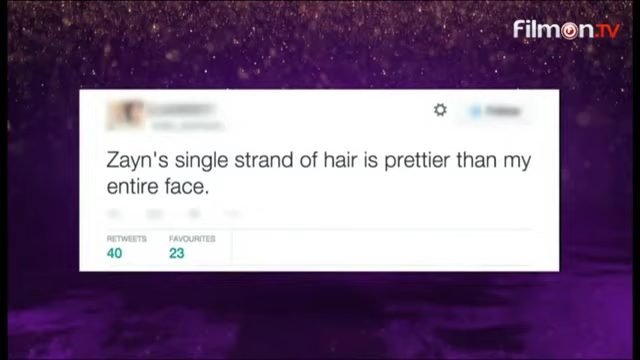 Filmon.TV
Zayn's single strand of hair is prettier than my
entire face.
RETWEETS FAVOURITES
40 23